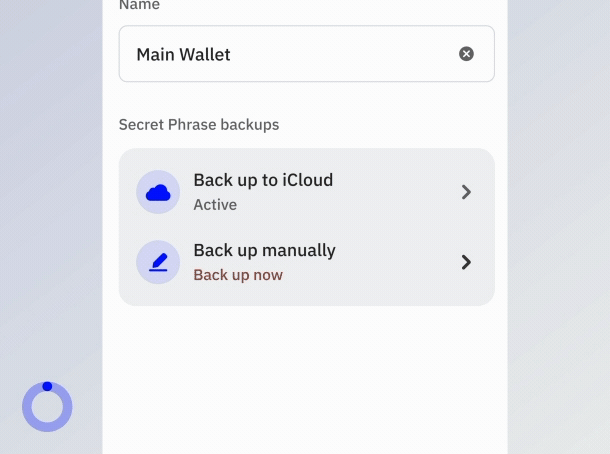 Name
Main Wallet
Secret Phrase backups
Back up to iCloud
Active
Back up manually
Back up now